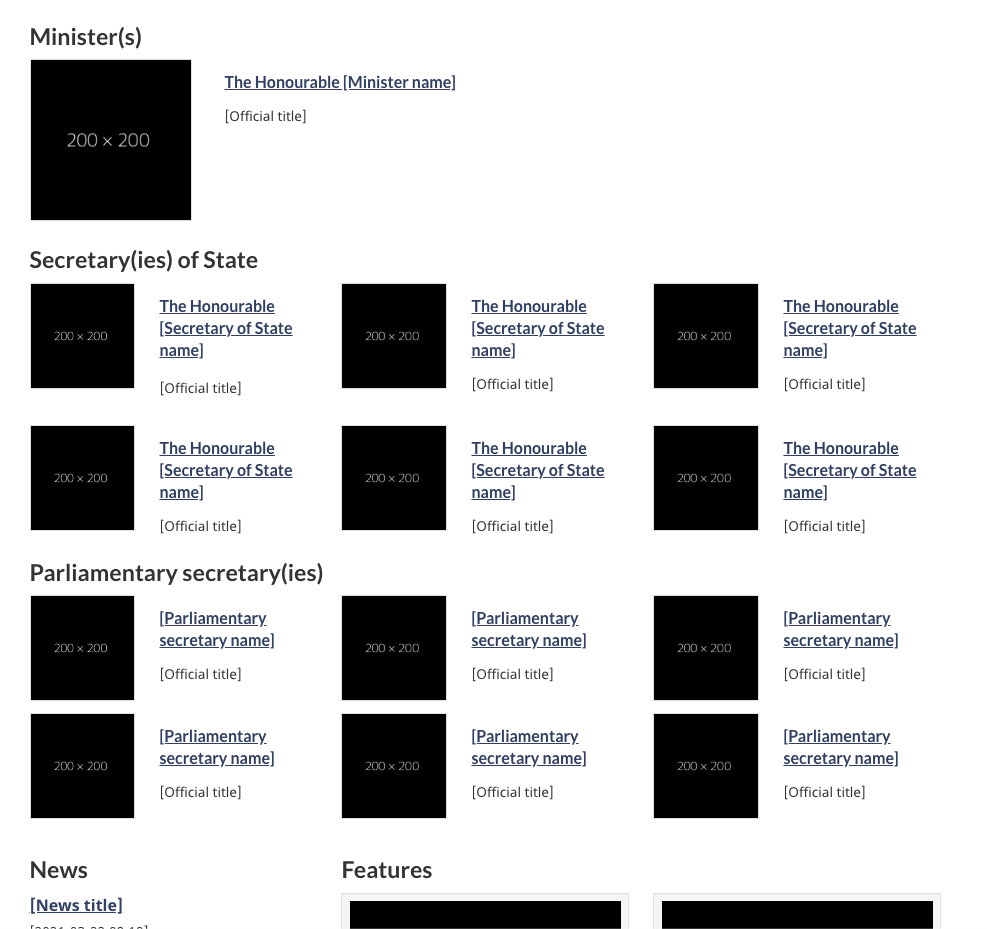 Minister(s)
200 × 200
The Honourable [Minister name]
[Official title]
Secretary(ies) of State
200 × 200
The Honourable
[Secretary of State
name]
[Official title]
200 × 200
The Honourable
[Secretary of State
name]
[Official title]
200 × 200
The Honourable
[Secretary of State
name]
[Official title]
200 × 200
The Honourable
[Secretary of State
name]
[Official title]
200 × 200
The Honourable
[Secretary of State
name]
[Official title]
200 × 200
The Honourable
[Secretary of State
name]
[Official title]
Parliamentary secretary(ies)
200 × 200
[Parliamentary
secretary name]
[Official title]
200 × 200
[Parliamentary
secretary name]
[Official title]
200 × 200
[Parliamentary
secretary name]
[Official title]
200 × 200
[Parliamentary
secretary name]
[Official title]
200 × 200
[Parliamentary
secretary name]
[Official title]
200 × 200
[Parliamentary
secretary name]
[Official title]
News
[News title]
Features